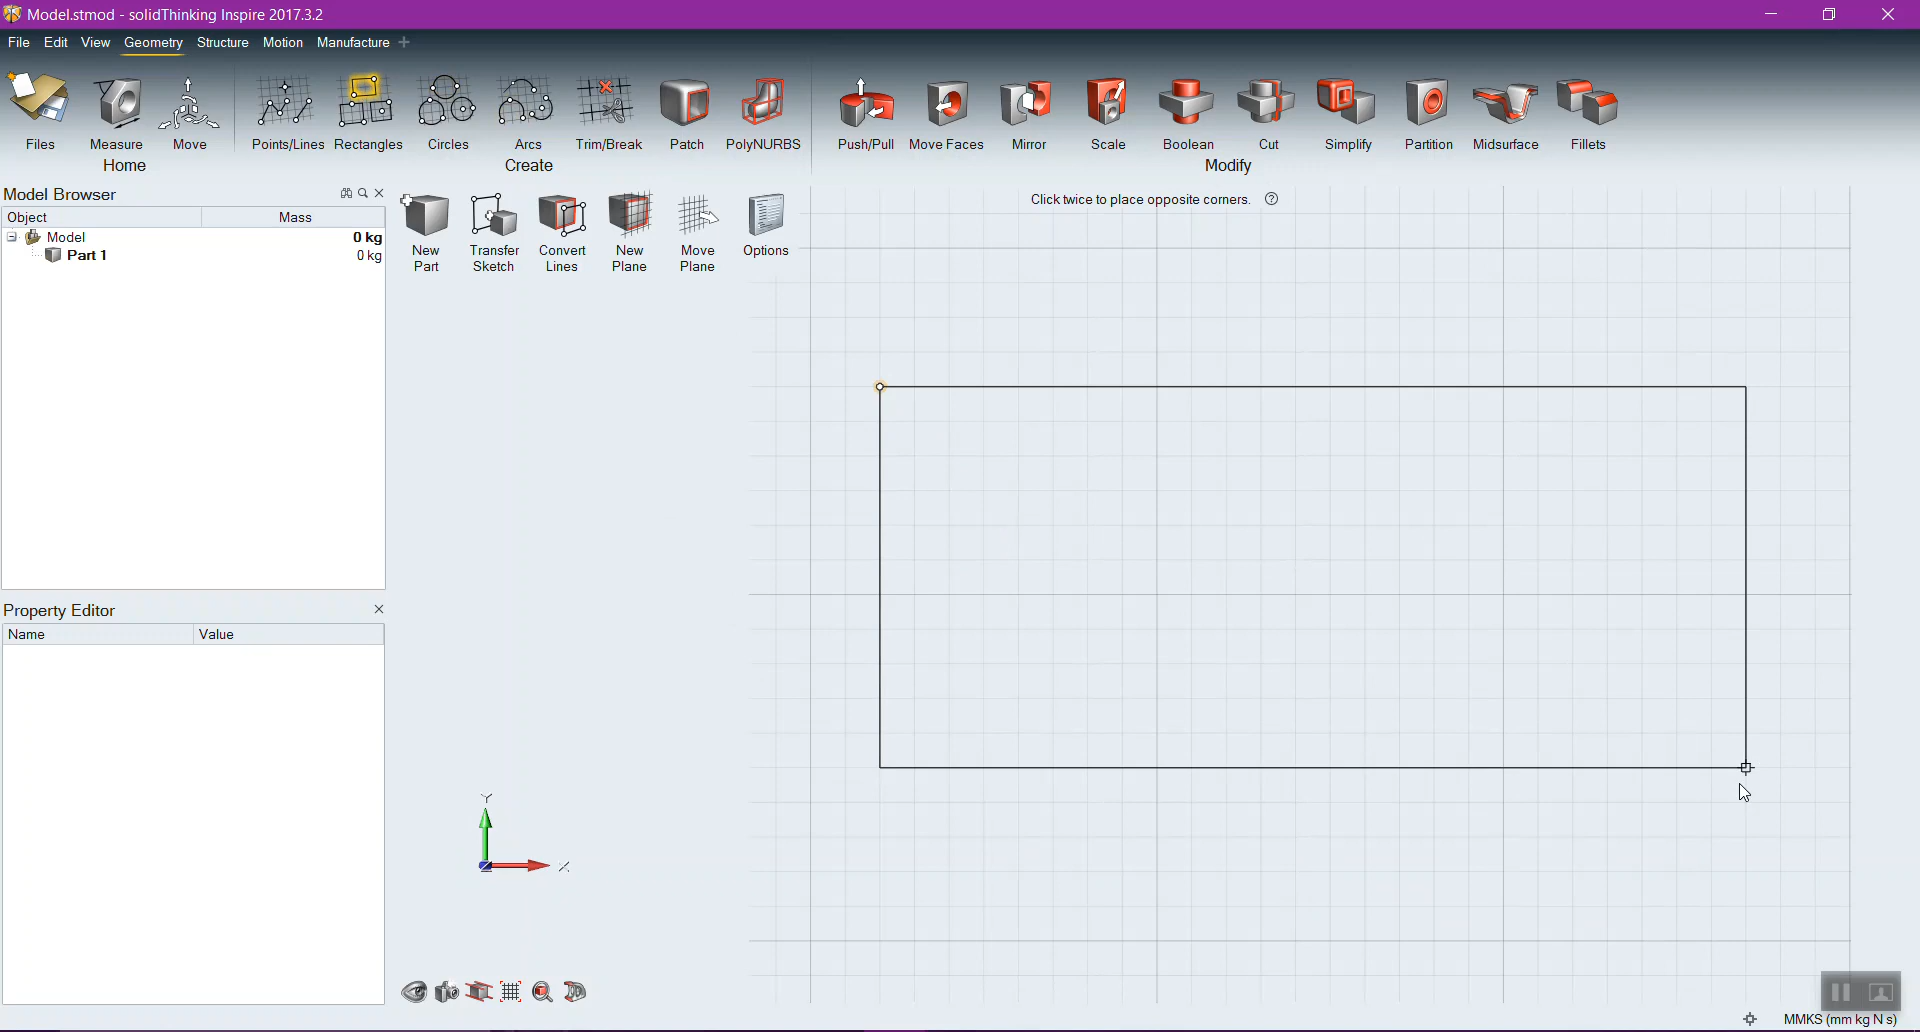 Model.stmod - solidThinking Inspire 2017.3.2
File Edit View Geometry Structure Motion Manufacture
Files Measure Move Points/Lines Rectangles Circles Arcs Trim/Break Patch PolyNURBS Push/Pull Move Faces Mirror Scale Boolean Cut Simplify Partition Midsurface Fillets
Home Create Modify
Model Browser
Object Mass
Model 0 kg
Part 1 0 kg
New Part
Transfer Sketch
Convert Lines
New Plane
Move Plane
Options
Click twice to place opposite corners.
Property Editor
Name Value
Y
X
MMKS (mm kg N s)